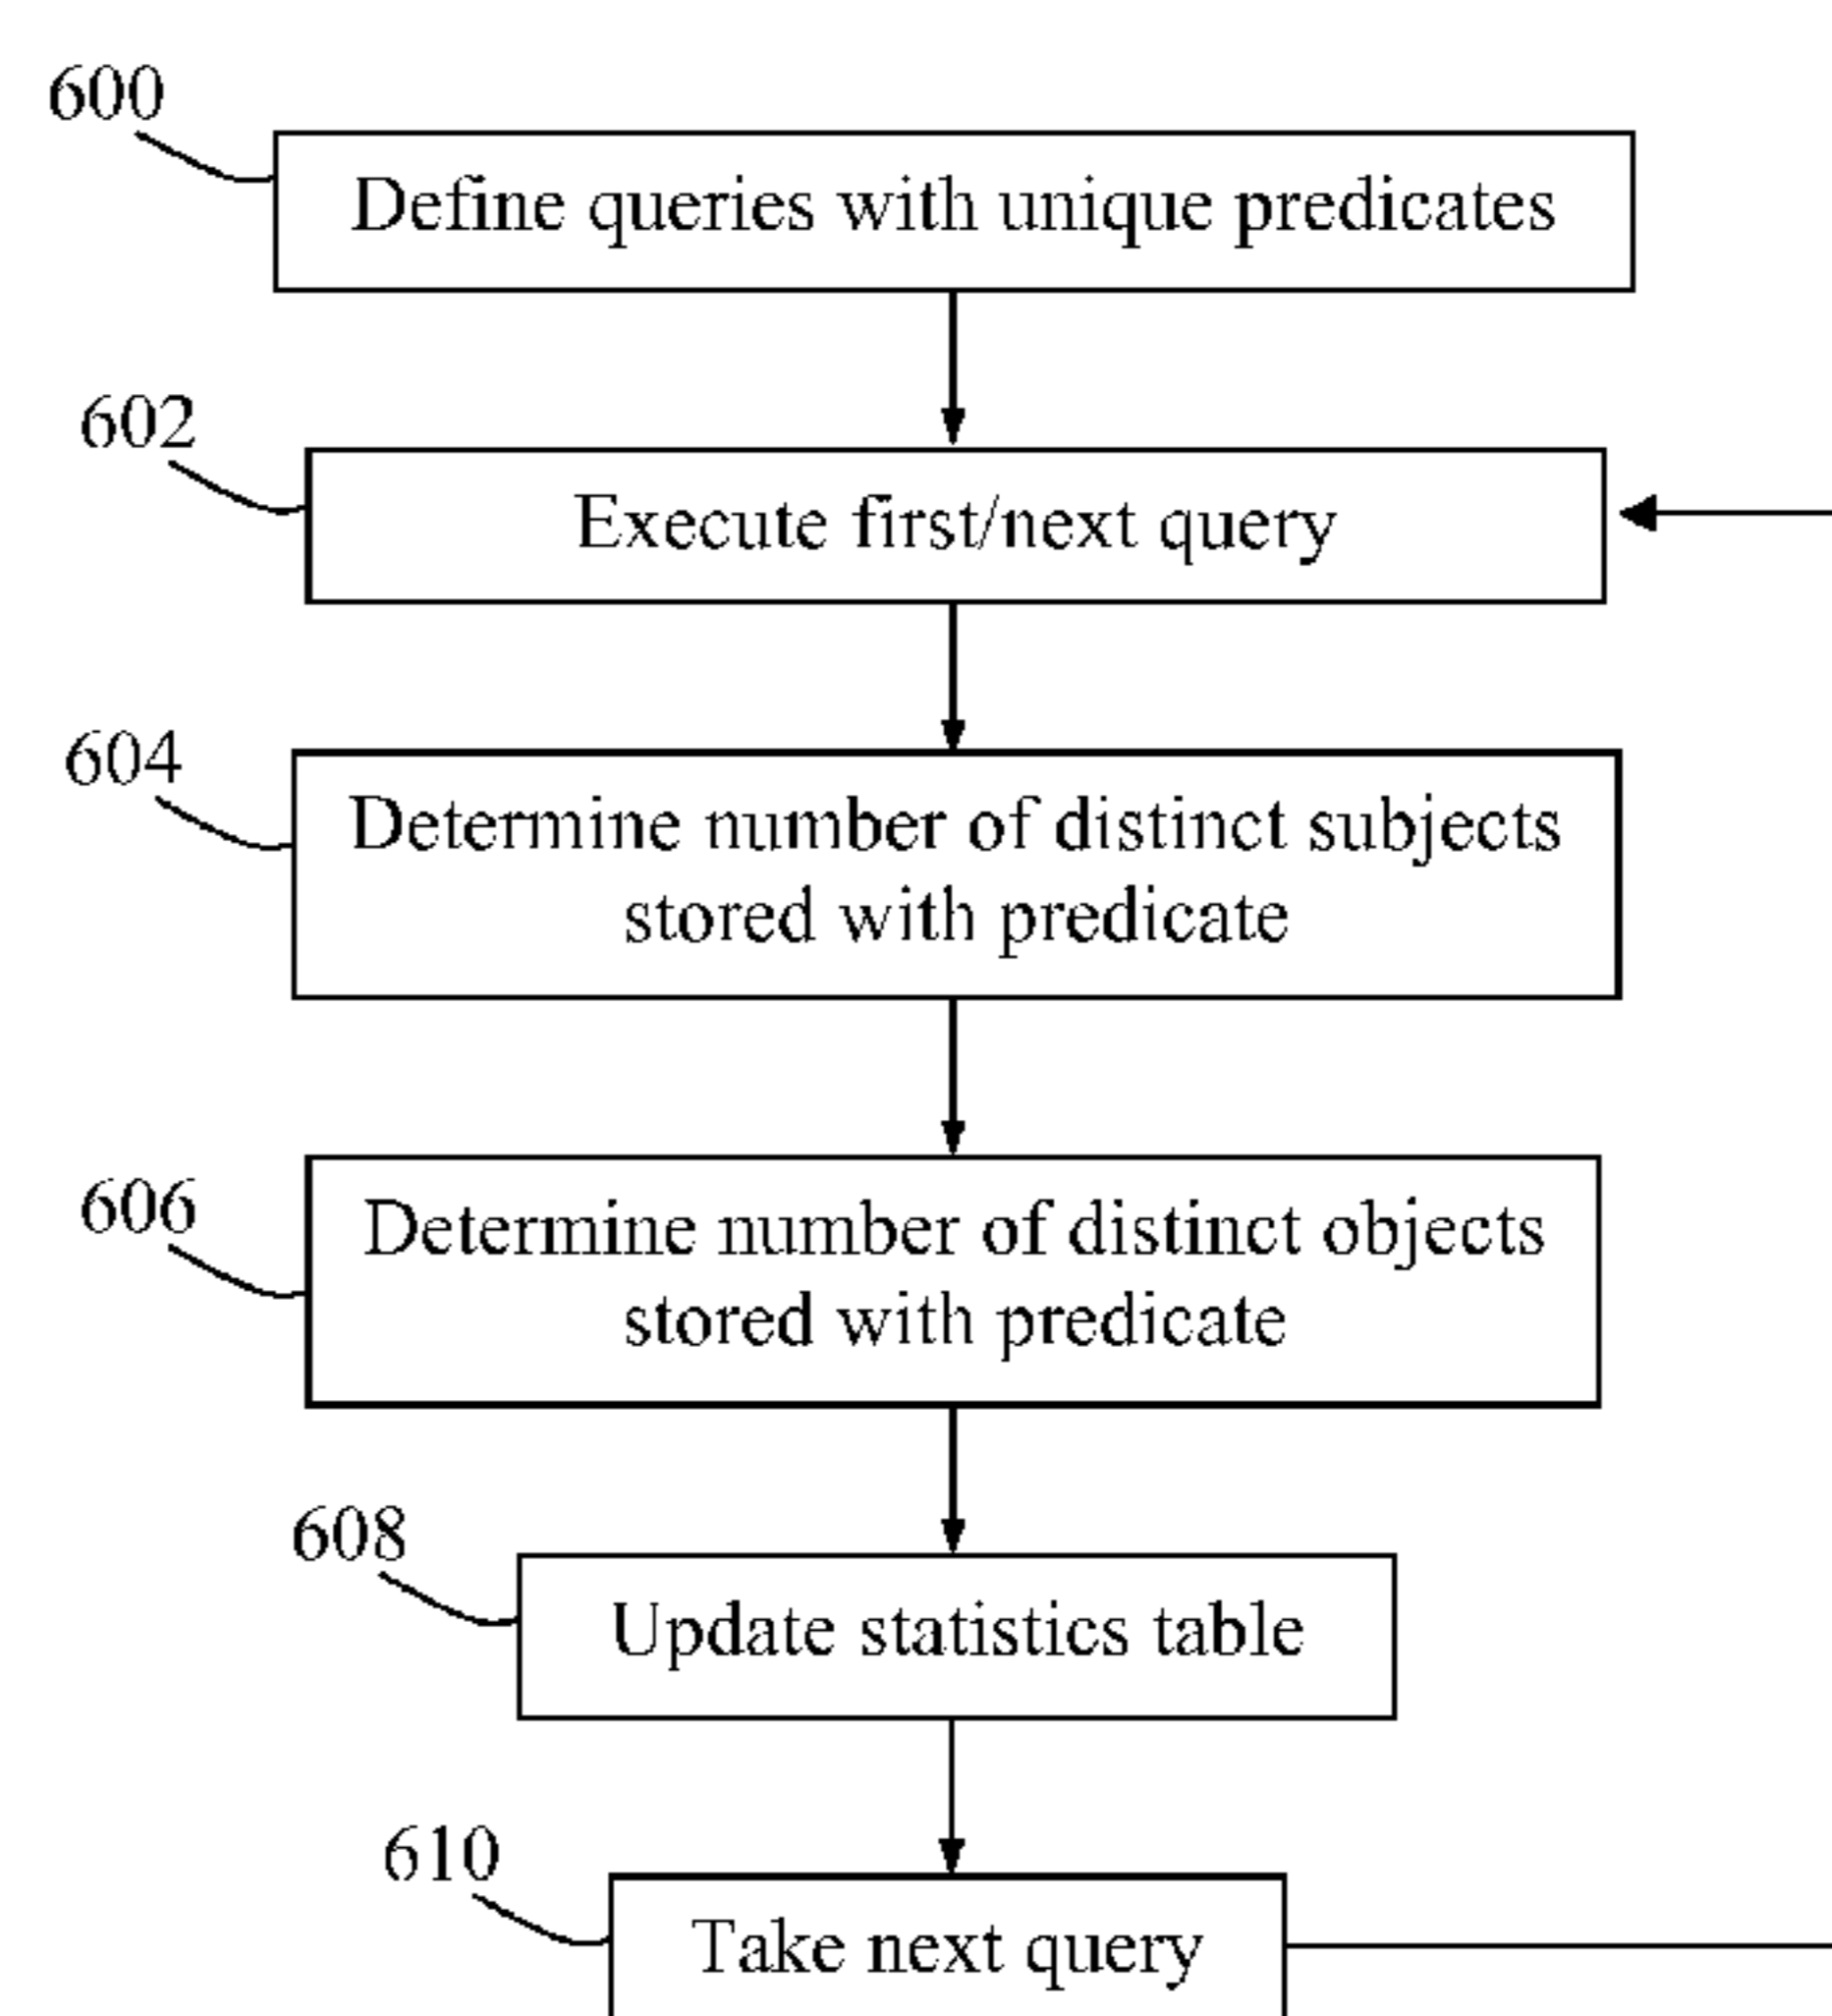 600
Define queries with unique predicates
602
Execute first/next query
604
Determine number of distinct subjects
stored with predicate
606
Determine number of distinct objects
stored with predicate
608
Update statistics table
610
Take next query